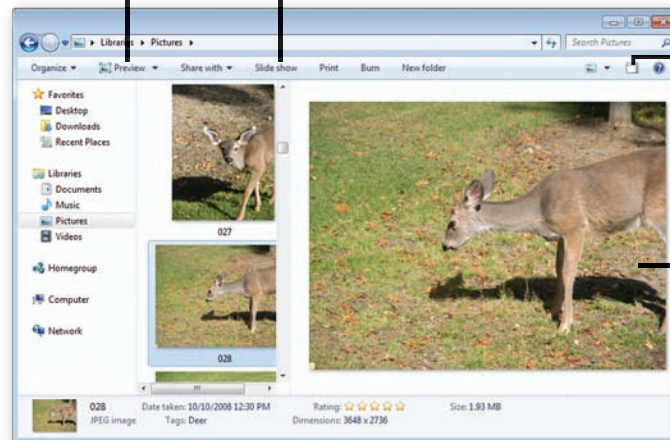 Libraries Pictures Search Pictures
Organize Preview Share with Slide show Print Burn New folder
Favorites
Desktop
Downloads
Recent Places
Libraries
Documents
Music
Pictures
Videos
Homegroup
Computer
Network
027
028
028 Date taken: 10/10/2008 12:30 PM Rating: Size: 1.93 MB
JPEG image Tags: Deer Dimensions: 3648 x 2736